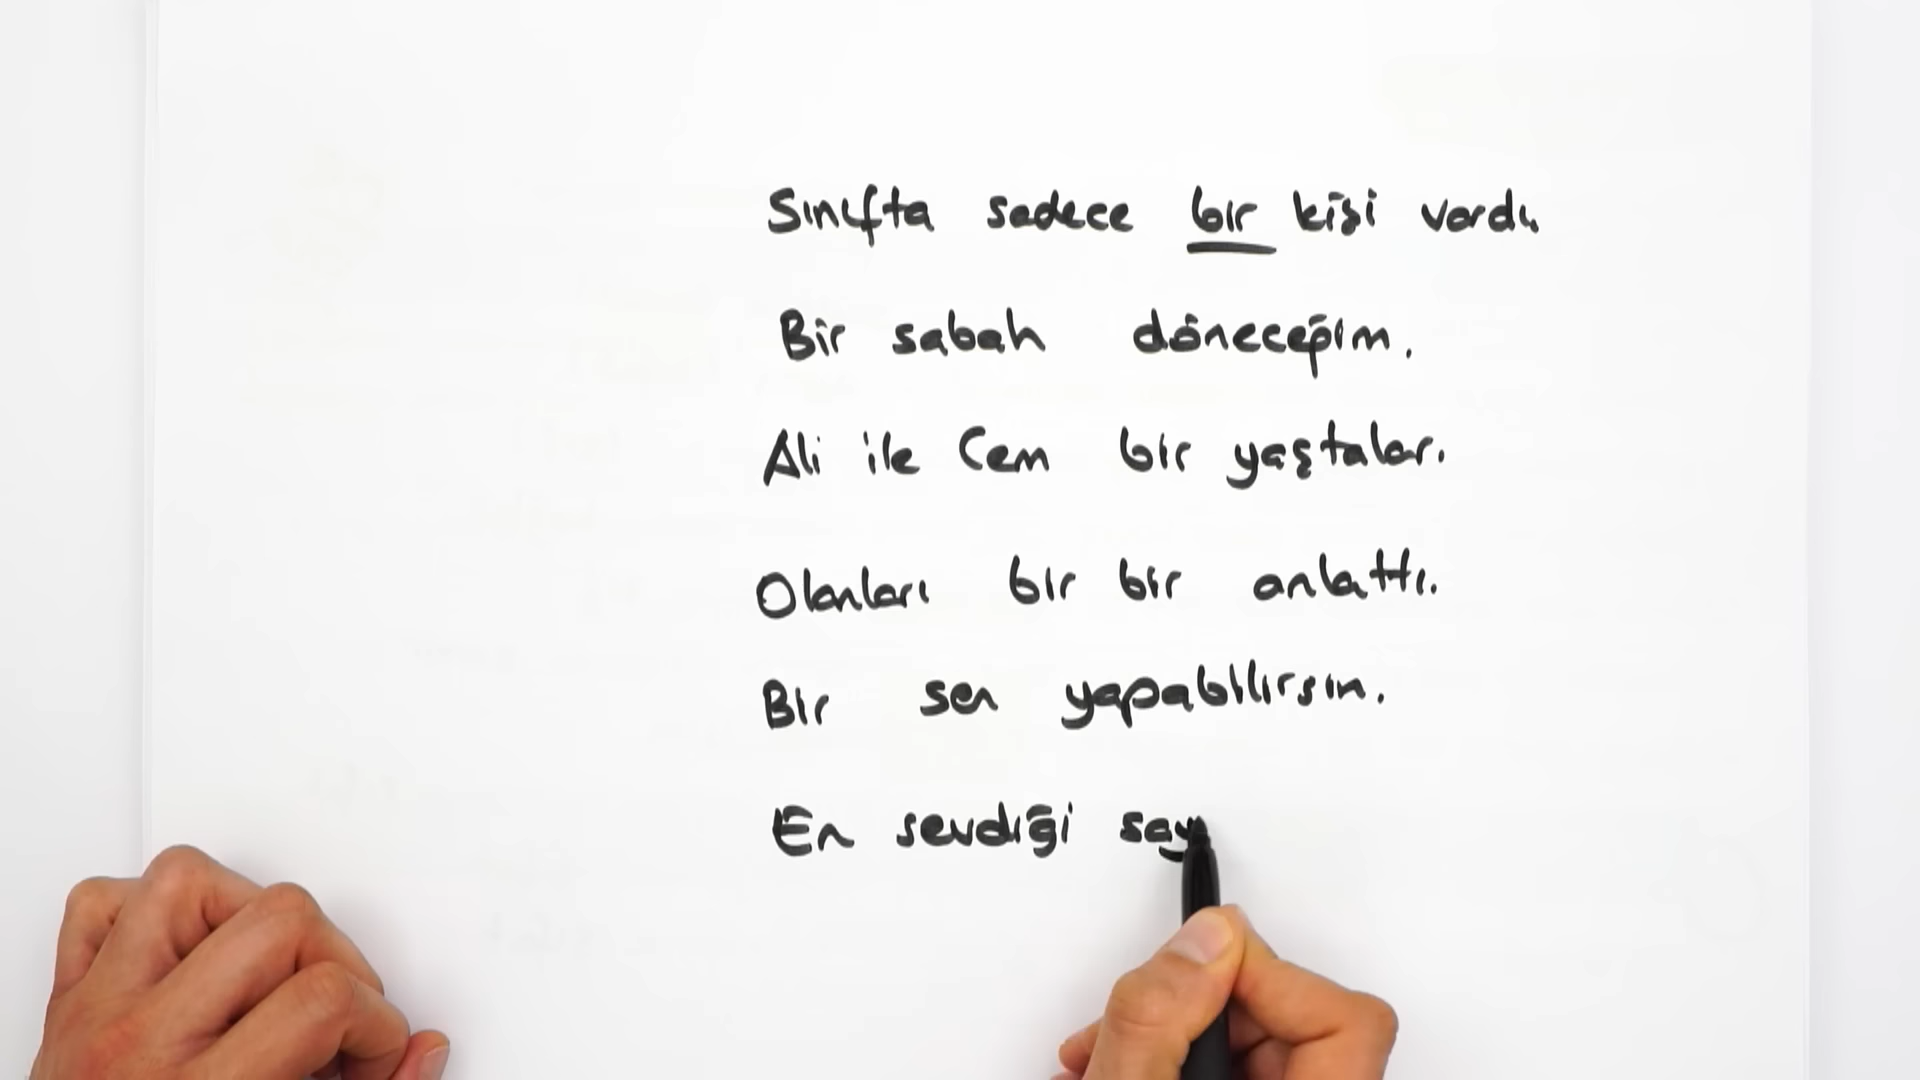 Sınıfta sadece bir kişi vardı
Bir sabah döneceğim.
Ali ile Cem bir yaştalar.
Olanları bir bir anlattı.
Bir sen yapabilirsin.
En sevdiği say